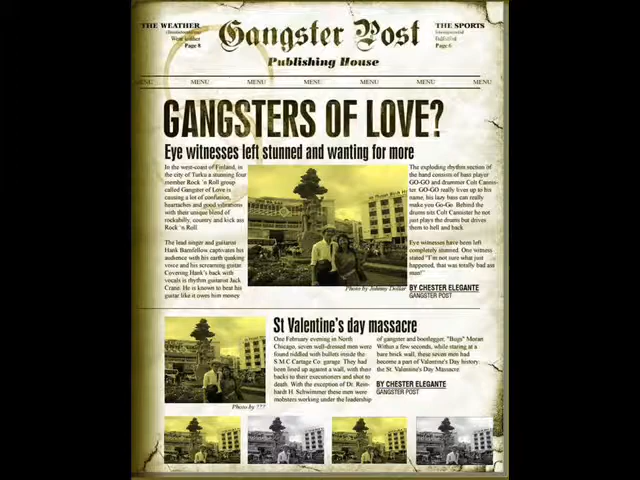 THE WEATHER
Page 8
Gangster Post
THE SPORTS
Page 6
Publishing House
MENU MENU MENU MENU MENU MENU
GANGSTERS OF LOVE?
Eye witnesses left stunned and wanting for more
In the west-coast of Finland, in
the city of Turku a stunning four
member Rock 'n Roll group
called Gangster of Love is
causing a lot of confusion,
heartaches and good vibrations
with their unique blend of
rockabilly, country and kick ass
Rock 'n Roll.
The lead singer and guitarist
Hank Barnfellow captivates his
audience with his earth quaking
voice and his screaming guitar.
Covering Hank's back with
vocals is rhythm guitarist Jack
Crane. He is known to beat his
guitar like it owes him money
Photo by Johnny Dollar
The exploding rhythm section of
the band consists of bass player
GO-GO and drummer Colt Cannis-
ter. GO-GO really lives up to his
name, his lazy bass can really
make you Go-Go. Behind the
drums sits Colt Cannister he not
just plays the drums but drives
them to hell and back.
Eye witnesses have been left
completely stunned. One witness
stated "I'm not sure what just
happened, that was totally bad ass
man!"
BY CHESTER ELEGANTE
GANGSTER POST
Photo by ???
St Valentine's day massacre
One February evening in North
Chicago, seven well-dressed men were
found riddled with bullets inside the
S.M.C Cartage Co. garage. They had
been lined up against a wall, with their
backs to their executioners and shot to
death. With the exception of Dr. Rein-
hardt H. Schwimmer these men were
mobsters working under the leadership
of gangster and bootlegger, "Bugs" Moran.
Within a few seconds, while staring at a
bare brick wall, these seven men had
become a part of Valentine's Day history:
the St. Valentine's Day Massacre.
BY CHESTER ELEGANTE
GANGSTER POST